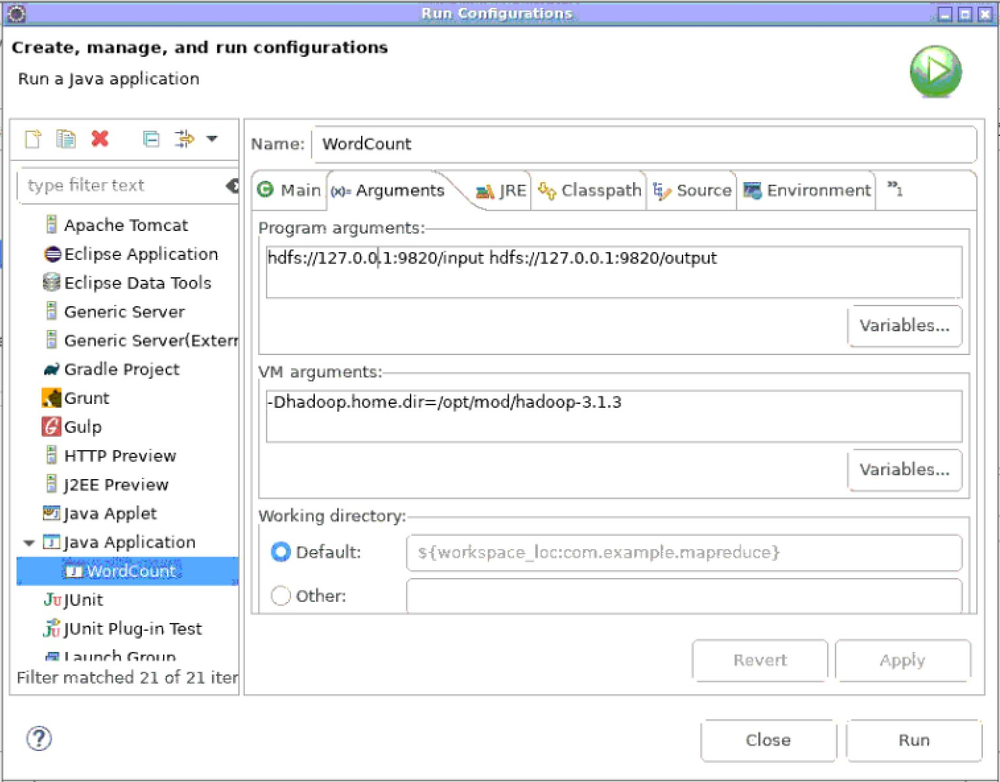 Run Configurations
Create, manage, and run configurations
Run a Java application
type filter text
Apache Tomcat
Eclipse Application
Eclipse Data Tools
Generic Server
Generic Server(Extern
Gradle Project
Grunt
Gulp
HTTP Preview
J2EE Preview
Java Applet
Java Application
WordCount
JUnit
JUnit Plug-in Test
Launch Group
Filter matched 21 of 21 iter
Name: WordCount
Main (x)= Arguments JRE Classpath Source Environment »1
Program arguments:
hdfs://127.0.0.1:9820/input hdfs://127.0.0.1:9820/output
Variables...
VM arguments:
-Dhadoop.home.dir=/opt/mod/hadoop-3.1.3
Variables...
Working directory:
Default: ${workspace_loc:com.example.mapreduce}
Other:
Revert Apply
Close Run